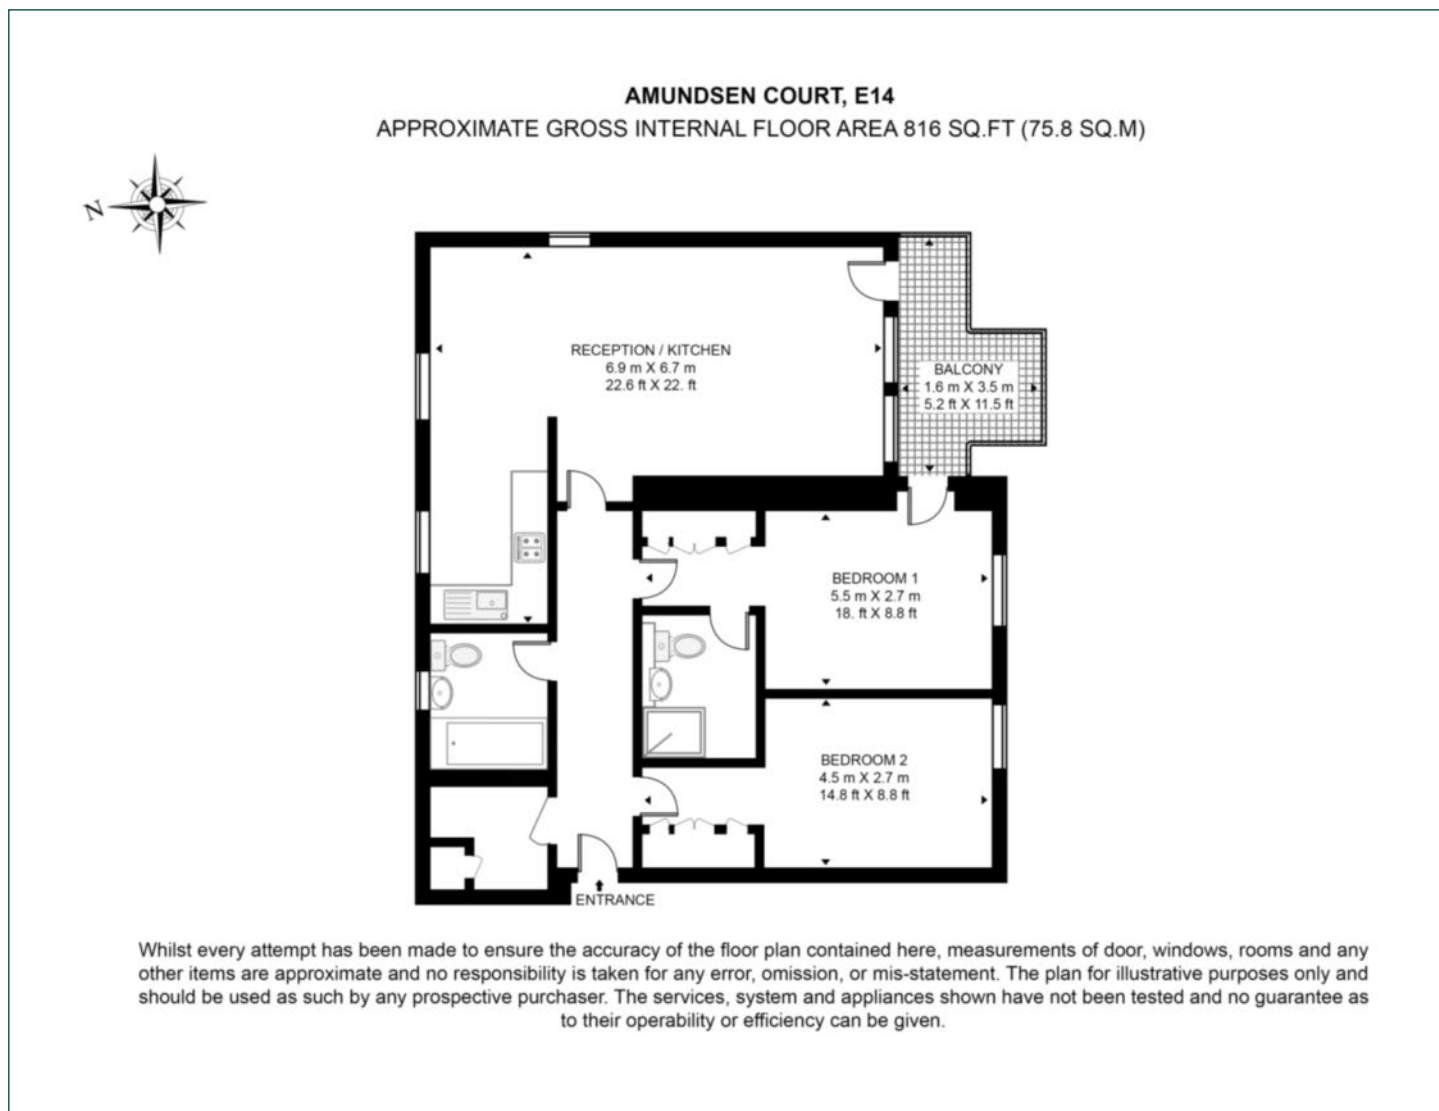 AMUNDSEN COURT, E14
APPROXIMATE GROSS INTERNAL FLOOR AREA 816 SQ.FT (75.8 SQ.M)
N
RECEPTION / KITCHEN
6.9 m X 6.7 m
22.6 ft X 22. ft
BALCONY
1.6 m X 3.5 m
5.2 ft X 11.5 ft
BEDROOM 1
5.5 m X 2.7 m
18. ft X 8.8 ft
BEDROOM 2
4.5 m X 2.7 m
14.8 ft X 8.8 ft
ENTRANCE
Whilst every attempt has been made to ensure the accuracy of the floor plan contained here, measurements of door, windows, rooms and any
other items are approximate and no responsibility is taken for any error, omission, or mis-statement. The plan for illustrative purposes only and
should be used as such by any prospective purchaser. The services, system and appliances shown have not been tested and no guarantee as
to their operability or efficiency can be given.